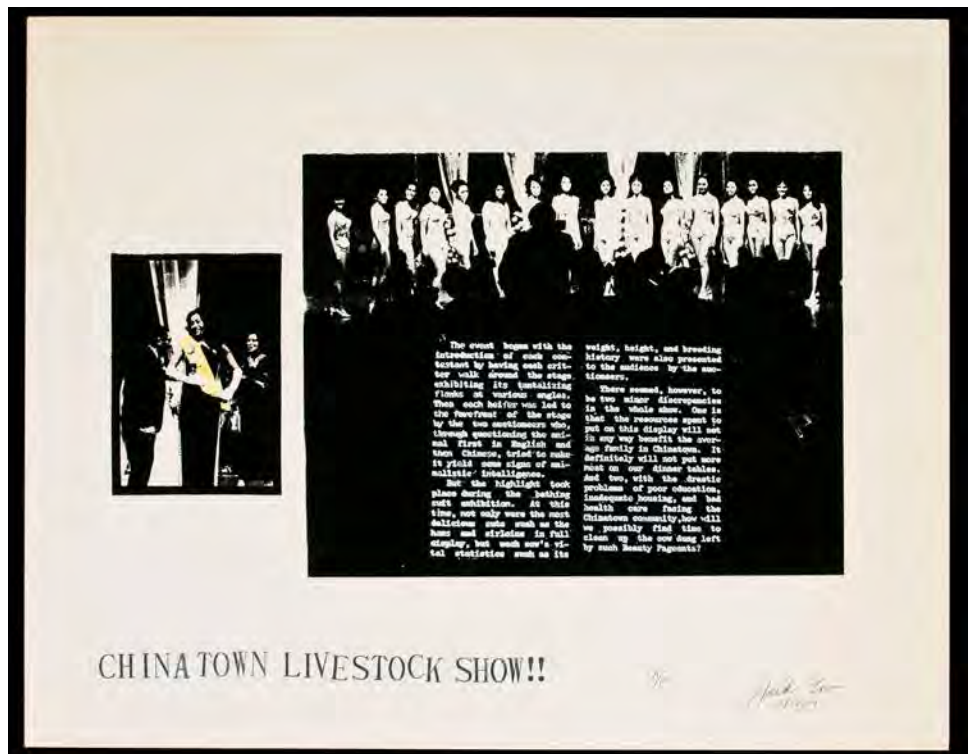 The event began with the
introduction of each con-
testant by having each crit-
ter walk around the stage
exhibiting its tantalizing
flanks at various angles.
Then each heifer was led to
the forefront of the stage
by the two auctioneers who,
through questioning the ani-
mal first in English and
then Chinese, tried to make
it yield some signs of ani-
malistic intelligence.
But the highlight took
place during the bathing
suit exhibition. At this
time, not only were the most
delicious cuts such as the
hams and sirloins in full
display, but each cow's vi-
tal statistics such as its
weight, height, and breeding
history were also presented
to the audience by the auc-
tioneers.
There seemed, however, to
be two minor discrepancies
in the whole show. One is
that the resources spent to
put on this display will not
in any way benefit the aver-
age family in Chinatown. It
definitely will not put more
meat on our dinner tables.
And two, with the drastic
problems of poor education,
inadequate housing, and bad
health care facing the
Chinatown community, how will
we possibly find time to
clean up the cow dung left
by such Beauty Pageants?
CHINATOWN LIVESTOCK SHOW!!